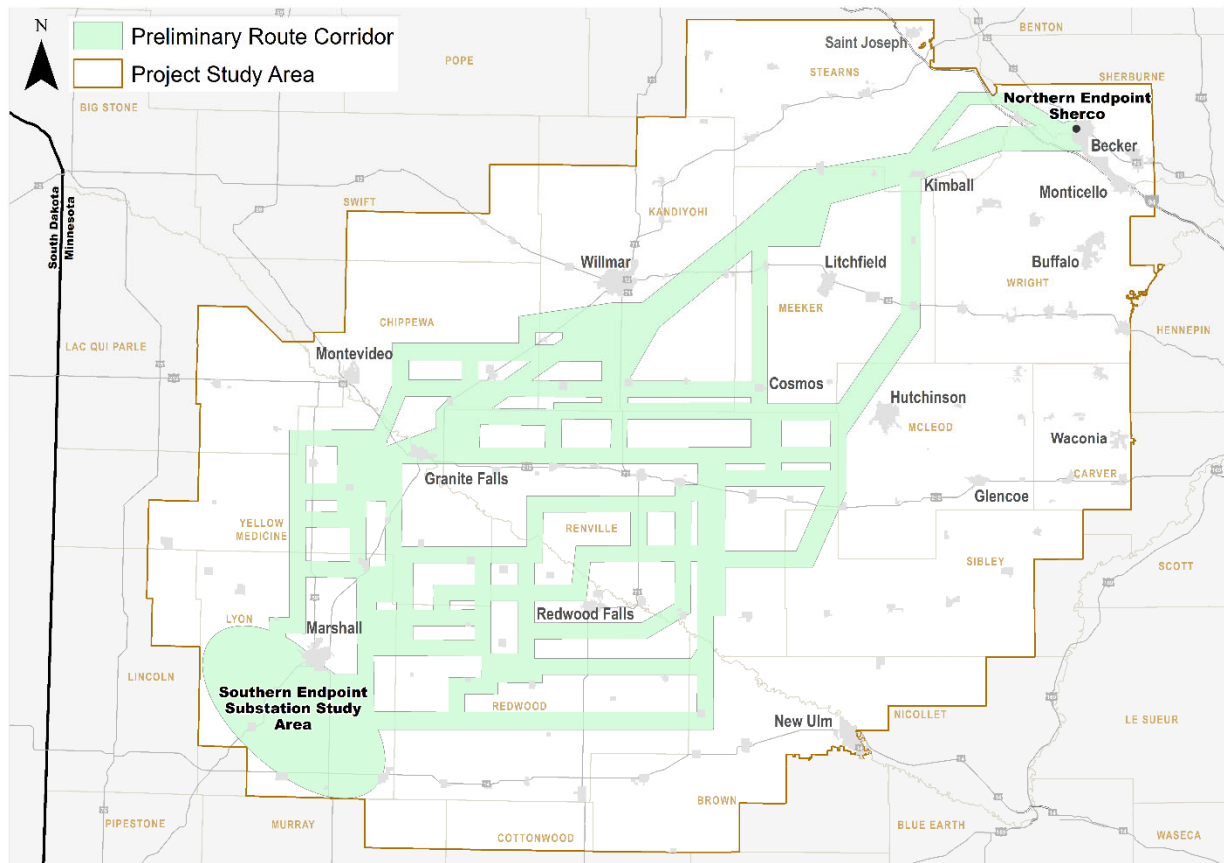 N
Preliminary Route Corridor
Project Study Area
Saint Joseph
BENTON
POPE
STEARNS
SHERBURNE
BIG STONE
Northern Endpoint
Sherco
Becker
Kimball
Monticello
SWIFT
KANDIYOHI
South Dakota
Minnesota
Willmar
Litchfield
Buffalo
WRIGHT
MEEKER
CHIPPEWA
HENNEPIN
LAC QUI PARLE
Montevideo
Cosmos
Hutchinson
MCLEOD
Waconia
CARVER
Granite Falls
Glencoe
YELLOW
MEDICINE
RENVILLE
SIBLEY
SCOTT
LYON
Redwood Falls
Marshall
LINCOLN
Southern Endpoint
Substation Study
Area
REDWOOD
NICOLLET
LE SUEUR
New Ulm
BROWN
PIPESTONE
MURRAY
COTTONWOOD
BLUE EARTH
WASECA